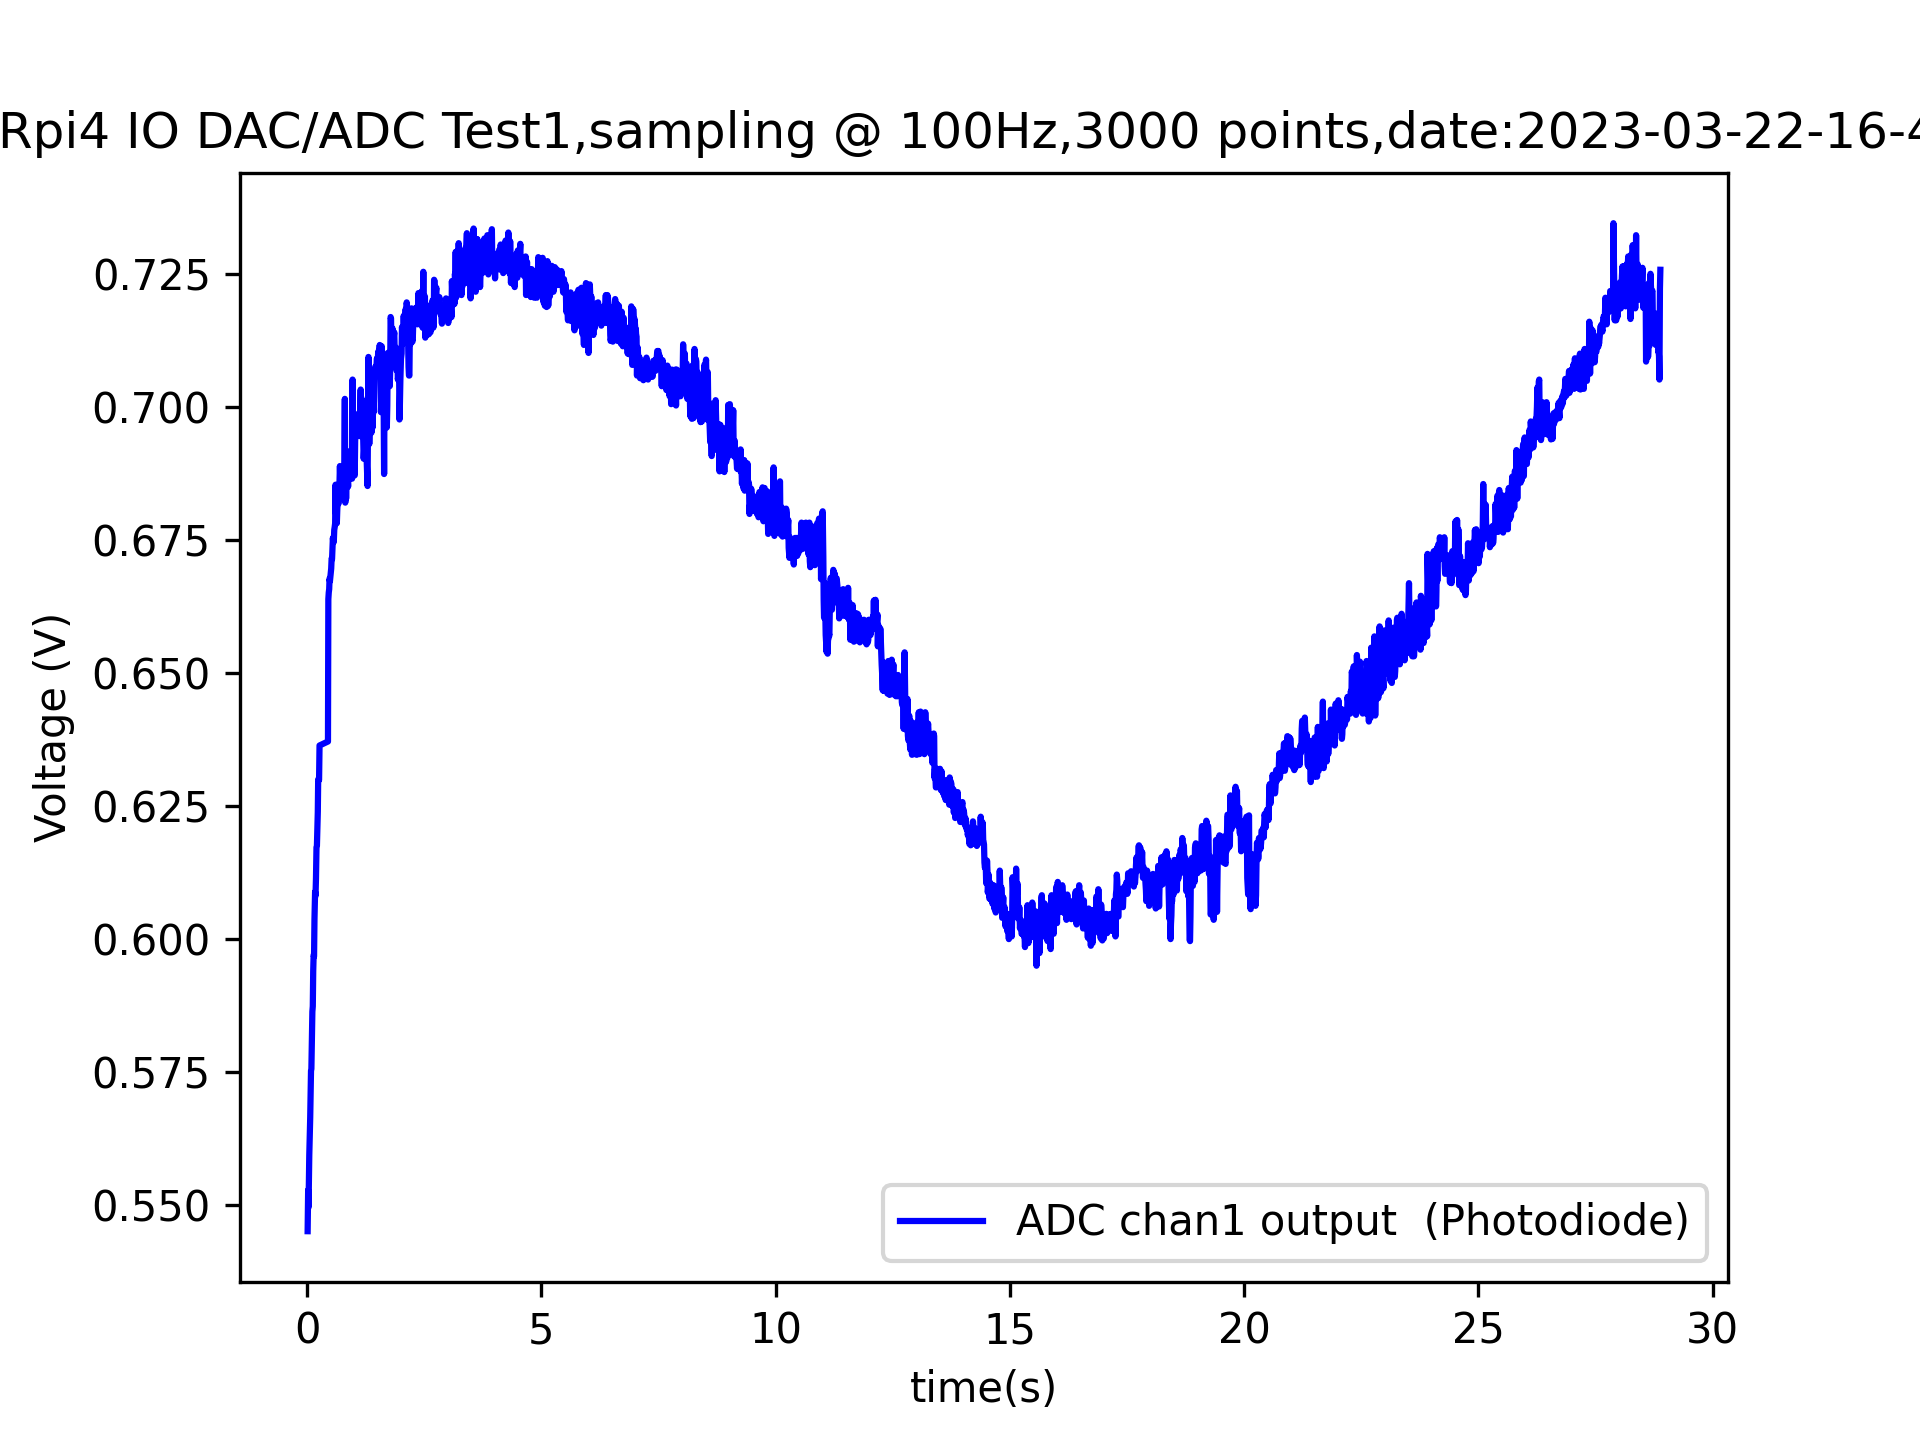 Rpi4 IO DAC/ADC Test1,sampling @ 100Hz,3000 points,date:2023-03-22-16-4
Voltage (V)
0.725
0.700
0.675
0.650
0.625
0.600
0.575
0.550
ADC chan1 output  (Photodiode)
0 5 10 15 20 25 30
time(s)